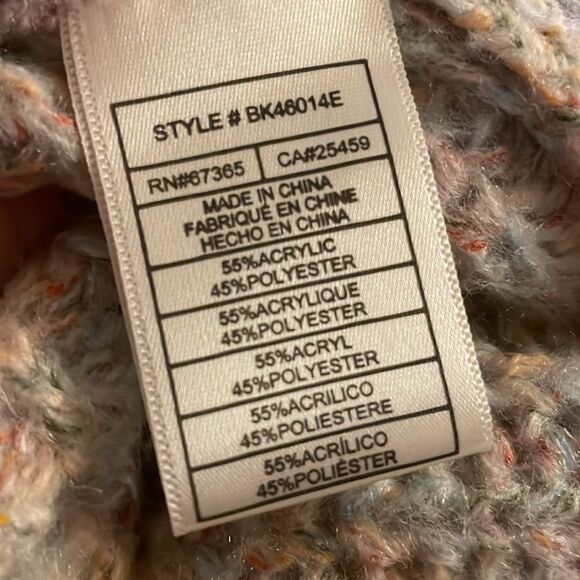 STYLE # BK46014E
RN#67365 CA#25459
MADE IN CHINA
FABRIQUÉ EN CHINE
HECHO EN CHINA
55%ACRYLIC
45%POLYESTER
55%ACRYLIQUE
45%POLYESTER
55%ACRYL
45%POLYESTER
55%ACRILICO
45%POLIESTERE
55%ACRÍLICO
45%POLIÉSTER